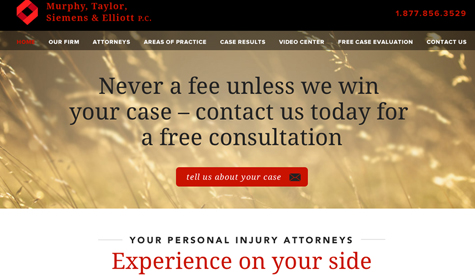 Murphy, Taylor,
Siemens & Elliott P.C.
1.877.856.3529
HOME OUR FIRM ATTORNEYS AREAS OF PRACTICE CASE RESULTS VIDEO CENTER FREE CASE EVALUATION CONTACT US
Never a fee unless we win
your case – contact us today for
a free consultation
tell us about your case
YOUR PERSONAL INJURY ATTORNEYS
Experience on your side